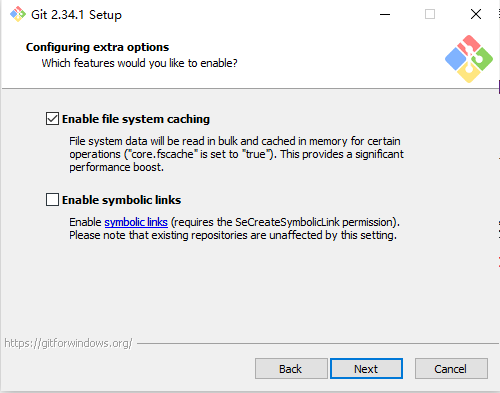 Git 2.34.1 Setup
Configuring extra options
Which features would you like to enable?
Enable file system caching
File system data will be read in bulk and cached in memory for certain
operations ("core.fscache" is set to "true"). This provides a significant
performance boost.
Enable symbolic links
Enable symbolic links (requires the SeCreateSymbolicLink permission).
Please note that existing repositories are unaffected by this setting.
https://gitforwindows.org/
Back Next Cancel